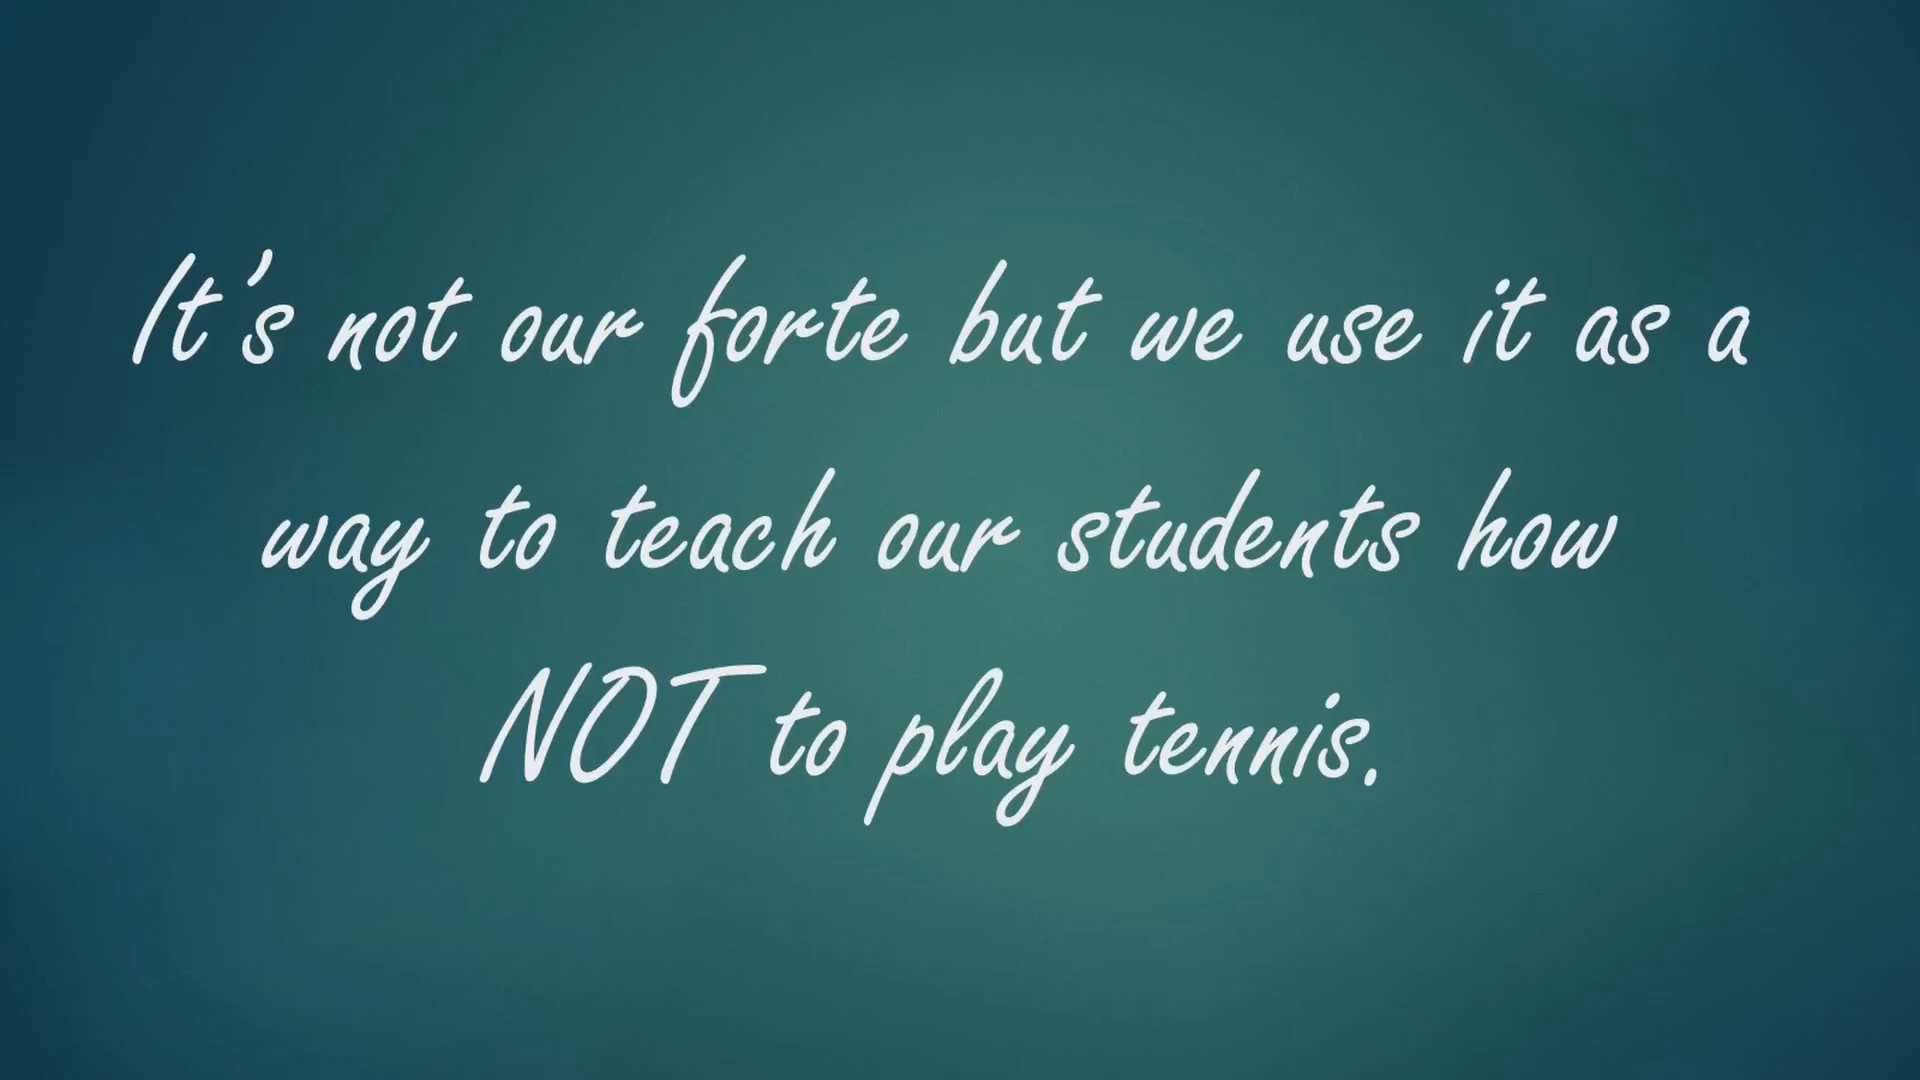 It's not our forte but we use it as a
way to teach our students how
NOT to play tennis.